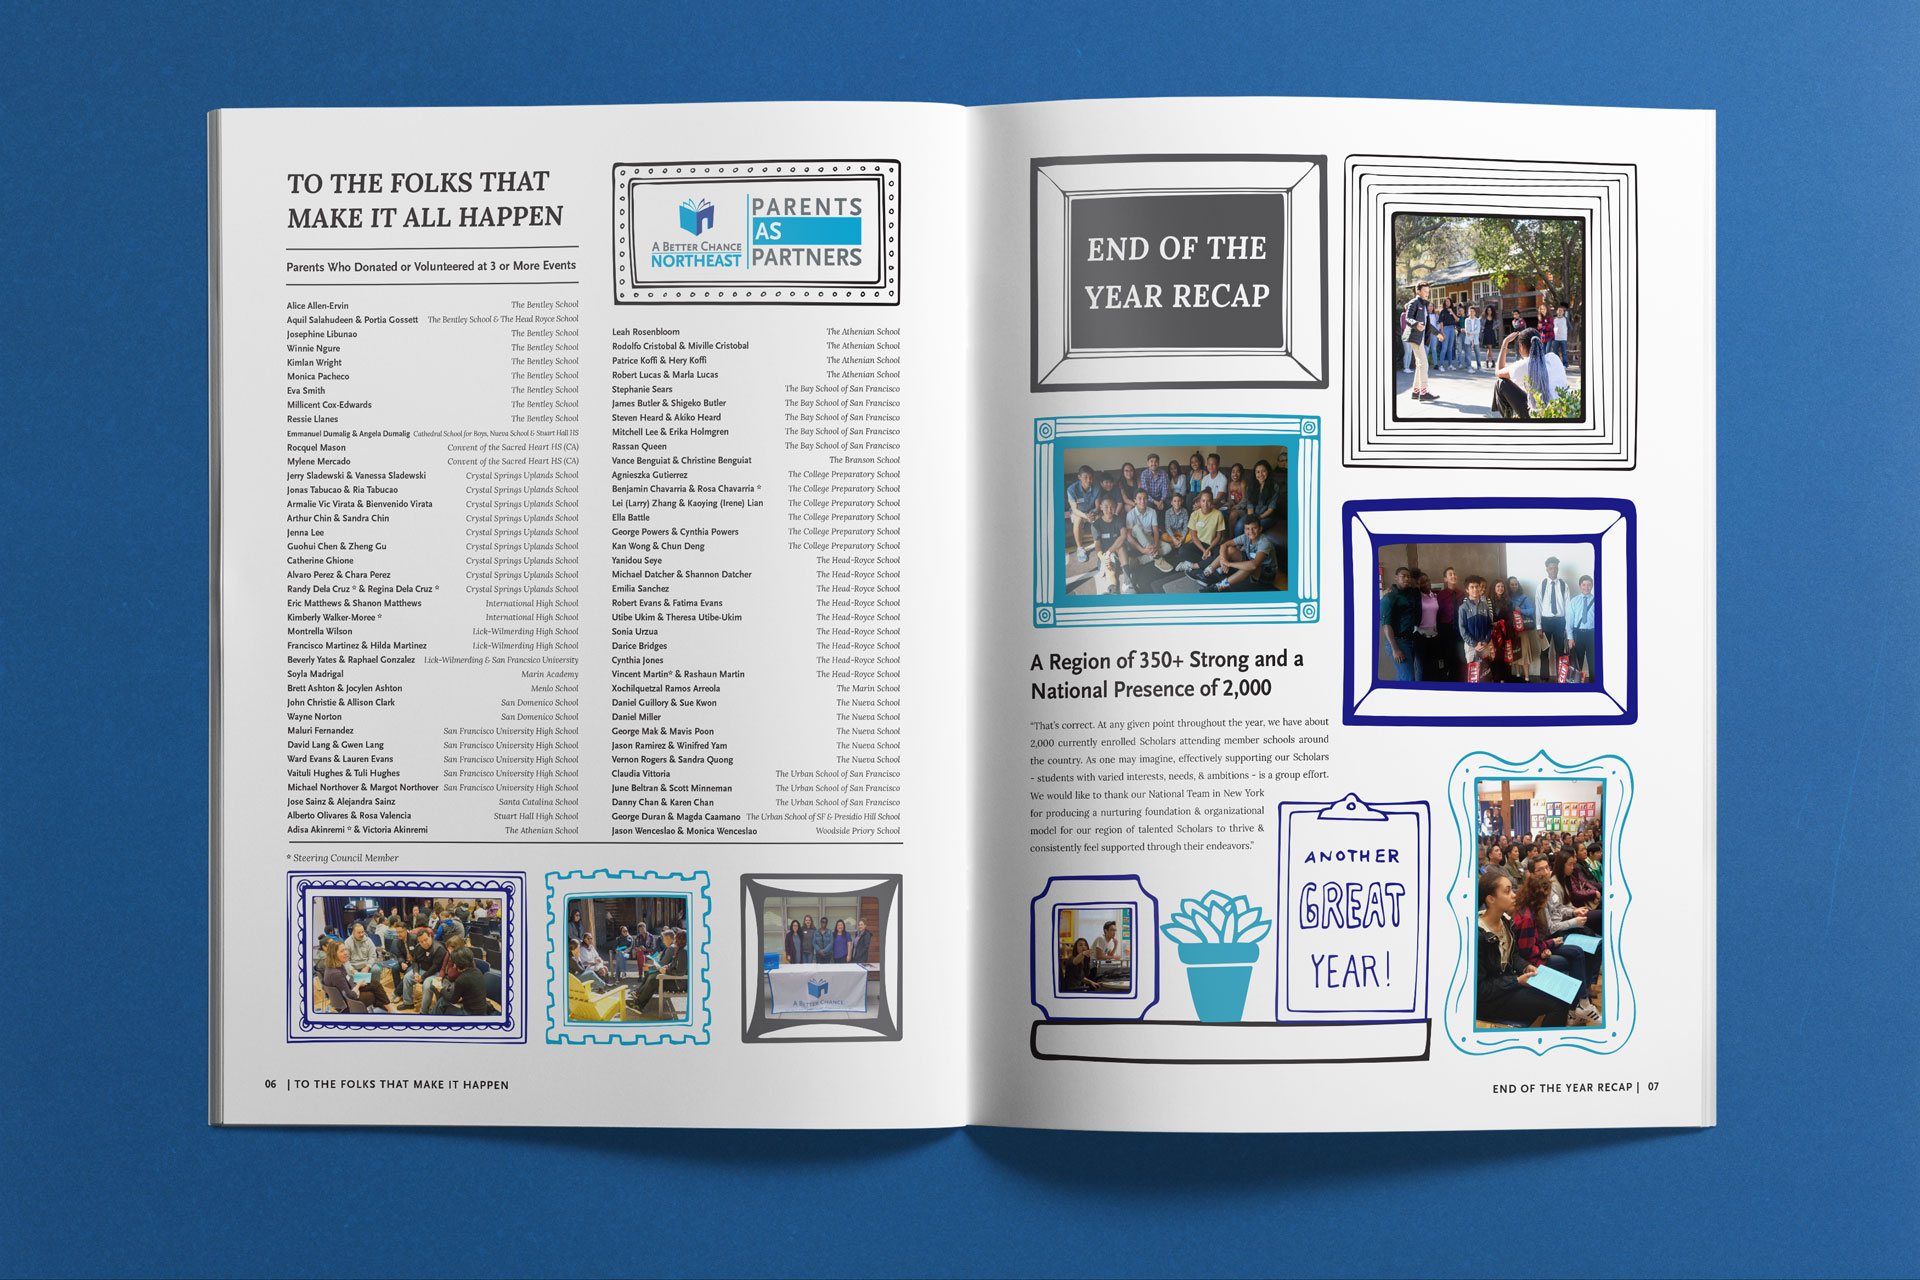 TO THE FOLKS THAT
MAKE IT ALL HAPPEN
Parents Who Donated or Volunteered at 3 or More Events
Alice Allen-Ervin The Bentley School
Aquil Salahudeen & Portia Gossett The Bentley School & The Head Royce School
Josephine Libunao The Bentley School
Winnie Ngure The Bentley School
Kimlan Wright The Bentley School
Monica Pacheco The Bentley School
Eva Smith The Bentley School
Millicent Cox-Edwards The Bentley School
Ressie Llanes The Bentley School
Emmanuel Dumalig & Angela Dumalig Cathedral School for Boys, Nueva School & Stuart Hall HS
Rocquel Mason Convent of the Sacred Heart HS (CA)
Mylene Mercado Convent of the Sacred Heart HS (CA)
Jerry Sladewski & Vanessa Sladewski Crystal Springs Uplands School
Jonas Tabucao & Ria Tabucao Crystal Springs Uplands School
Armalie Vic Virata & Bienvenido Virata Crystal Springs Uplands School
Arthur Chin & Sandra Chin Crystal Springs Uplands School
Jenna Lee Crystal Springs Uplands School
Guohui Chen & Zheng Gu Crystal Springs Uplands School
Catherine Ghione Crystal Springs Uplands School
Alvaro Perez & Chara Perez Crystal Springs Uplands School
Randy Dela Cruz * & Regina Dela Cruz * Crystal Springs Uplands School
Eric Matthews & Shanon Matthews International High School
Kimberly Walker-Moree * International High School
Montrella Wilson Lick-Wilmerding High School
Francisco Martinez & Hilda Martinez Lick-Wilmerding High School
Beverly Yates & Raphael Gonzalez Lick-Wilmerding & San Francsico University
Soyla Madrigal Marin Academy
Brett Ashton & Jocylen Ashton Menlo School
John Christie & Allison Clark San Domenico School
Wayne Norton San Domenico School
Maluri Fernandez San Francisco University High School
David Lang & Gwen Lang San Francisco University High School
Ward Evans & Lauren Evans San Francisco University High School
Vaituli Hughes & Tuli Hughes San Francisco University High School
Michael Northover & Margot Northover San Francisco University High School
Jose Sainz & Alejandra Sainz Santa Catalina School
Alberto Olivares & Rosa Valencia Stuart Hall High School
Adisa Akinremi * & Victoria Akinremi The Athenian School
* Steering Council Member
A BETTER CHANCE
NORTHEAST
PARENTS
AS
PARTNERS
Leah Rosenbloom The Athenian School
Rodolfo Cristobal & Miville Cristobal The Athenian School
Patrice Koffi & Hery Koffi The Athenian School
Robert Lucas & Marla Lucas The Athenian School
Stephanie Sears The Bay School of San Francisco
James Butler & Shigeko Butler The Bay School of San Francisco
Steven Heard & Akiko Heard The Bay School of San Francisco
Mitchell Lee & Erika Holmgren The Bay School of San Francisco
Rassan Queen The Bay School of San Francisco
Vance Benguiat & Christine Benguiat The Branson School
Agnieszka Gutierrez The College Preparatory School
Benjamin Chavarria & Rosa Chavarria * The College Preparatory School
Lei (Larry) Zhang & Kaoying (Irene) Lian The College Preparatory School
Ella Battle The College Preparatory School
George Powers & Cynthia Powers The College Preparatory School
Kan Wong & Chun Deng The College Preparatory School
Yanidou Seye The Head-Royce School
Michael Datcher & Shannon Datcher The Head-Royce School
Emilia Sanchez The Head-Royce School
Robert Evans & Fatima Evans The Head-Royce School
Utibe Ukim & Theresa Utibe-Ukim The Head-Royce School
Sonia Urzua The Head-Royce School
Darice Bridges The Head-Royce School
Cynthia Jones The Head-Royce School
Vincent Martin* & Rashaun Martin The Head-Royce School
Xochilquetzal Ramos Arreola The Marin School
Daniel Guillory & Sue Kwon The Nueva School
Daniel Miller The Nueva School
George Mak & Mavis Poon The Nueva School
Jason Ramirez & Winifred Yam The Nueva School
Vernon Rogers & Sandra Quong The Nueva School
Claudia Vittoria The Urban School of San Francisco
June Beltran & Scott Minneman The Urban School of San Francisco
Danny Chan & Karen Chan The Urban School of San Francisco
George Duran & Magda Caamano The Urban School of SF & Presidio Hill School
Jason Wenceslao & Monica Wenceslao Woodside Priory School
A BETTER CHANCE
06 | TO THE FOLKS THAT MAKE IT HAPPEN
END OF THE
YEAR RECAP
A Region of 350+ Strong and a
National Presence of 2,000
"That's correct. At any given point throughout the year, we have about
2,000 currently enrolled Scholars attending member schools around
the country. As one may imagine, effectively supporting our Scholars
- students with varied interests, needs, & ambitions - is a group effort.
We would like to thank our National Team in New York
for producing a nurturing foundation & organizational
model for our region of talented Scholars to thrive &
consistently feel supported through their endeavors."
ANOTHER
GREAT
YEAR!
END OF THE YEAR RECAP | 07